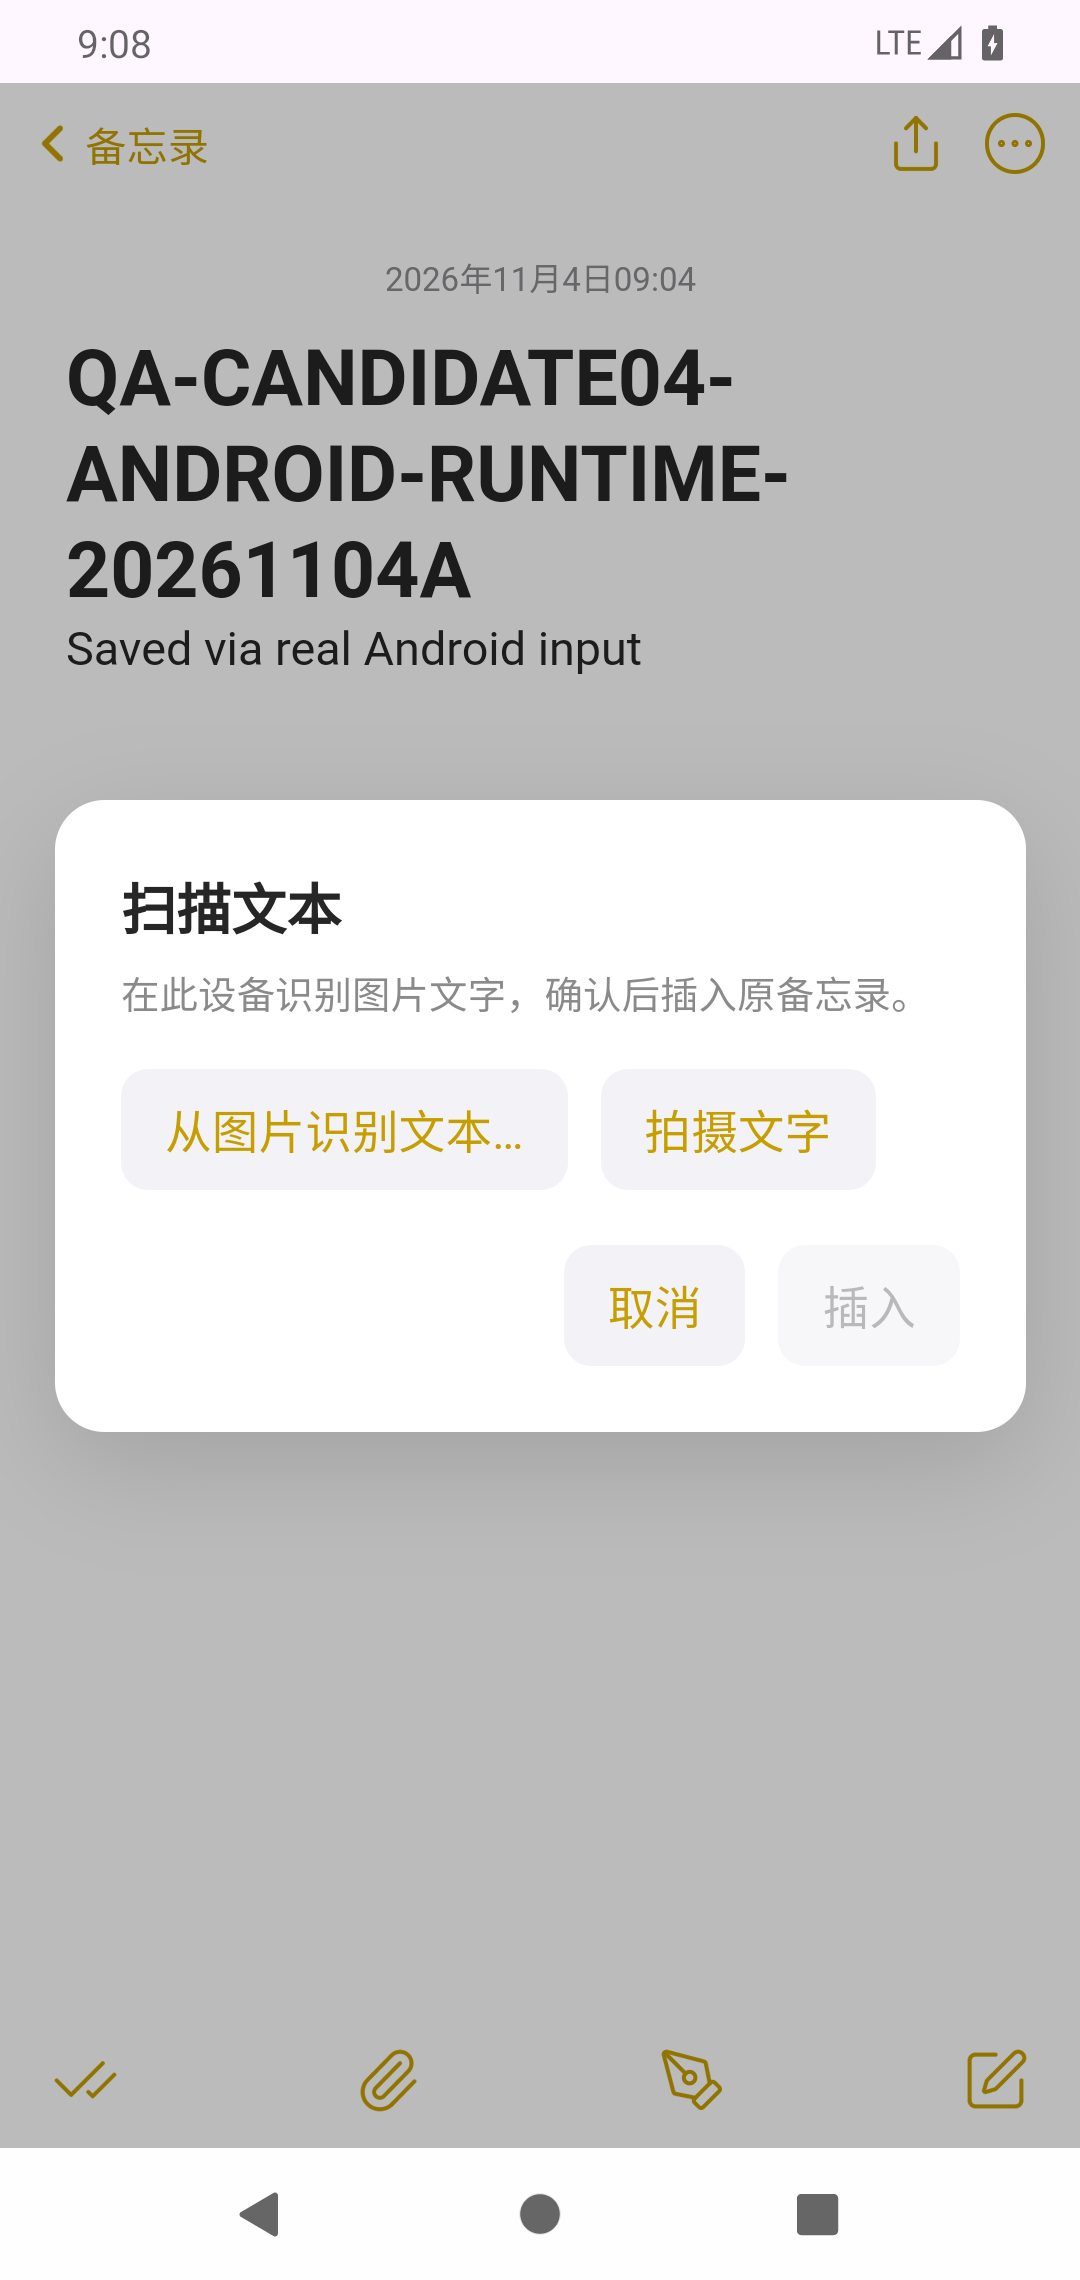 9:08
LTE
备忘录
2026年11月4日09:04
QA-CANDIDATE04-
ANDROID-RUNTIME-
20261104A
Saved via real Android input
扫描文本
在此设备识别图片文字，确认后插入原备忘录。
从图片识别文本...
拍摄文字
取消
插入